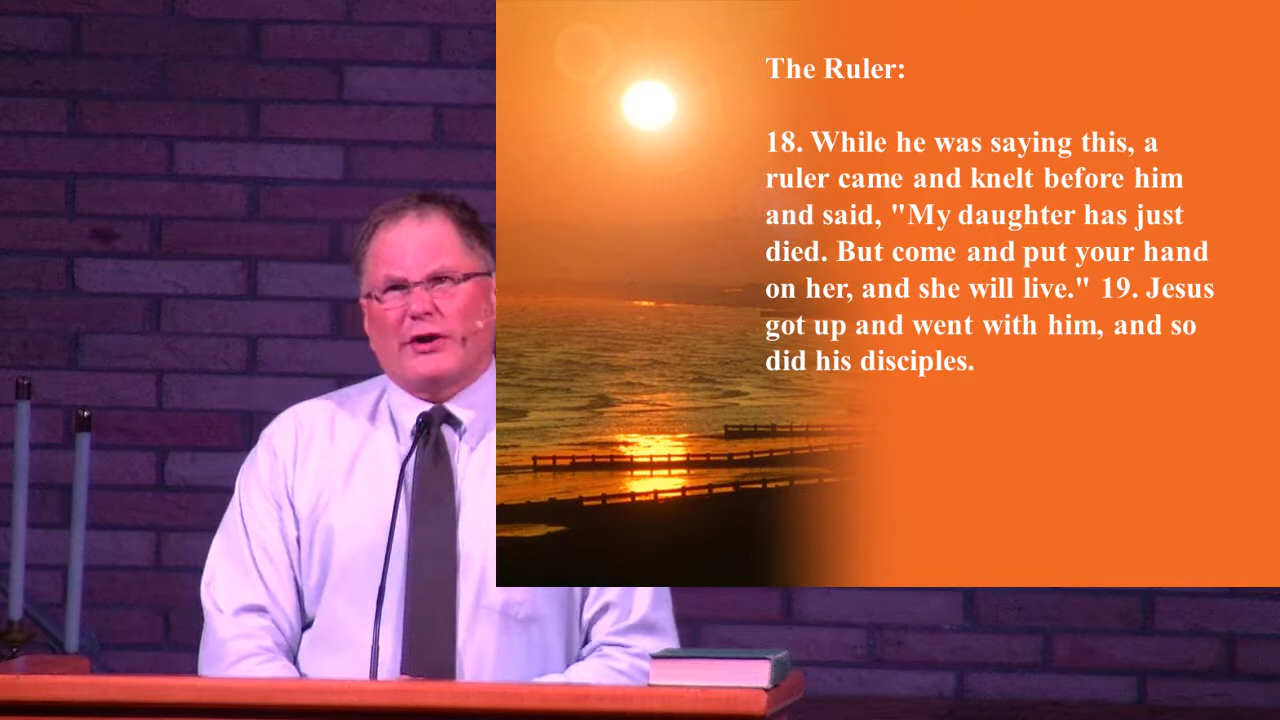 The Ruler:
18. While he was saying this, a
ruler came and knelt before him
and said, "My daughter has just
died. But come and put your hand
on her, and she will live." 19. Jesus
got up and went with him, and so
did his disciples.